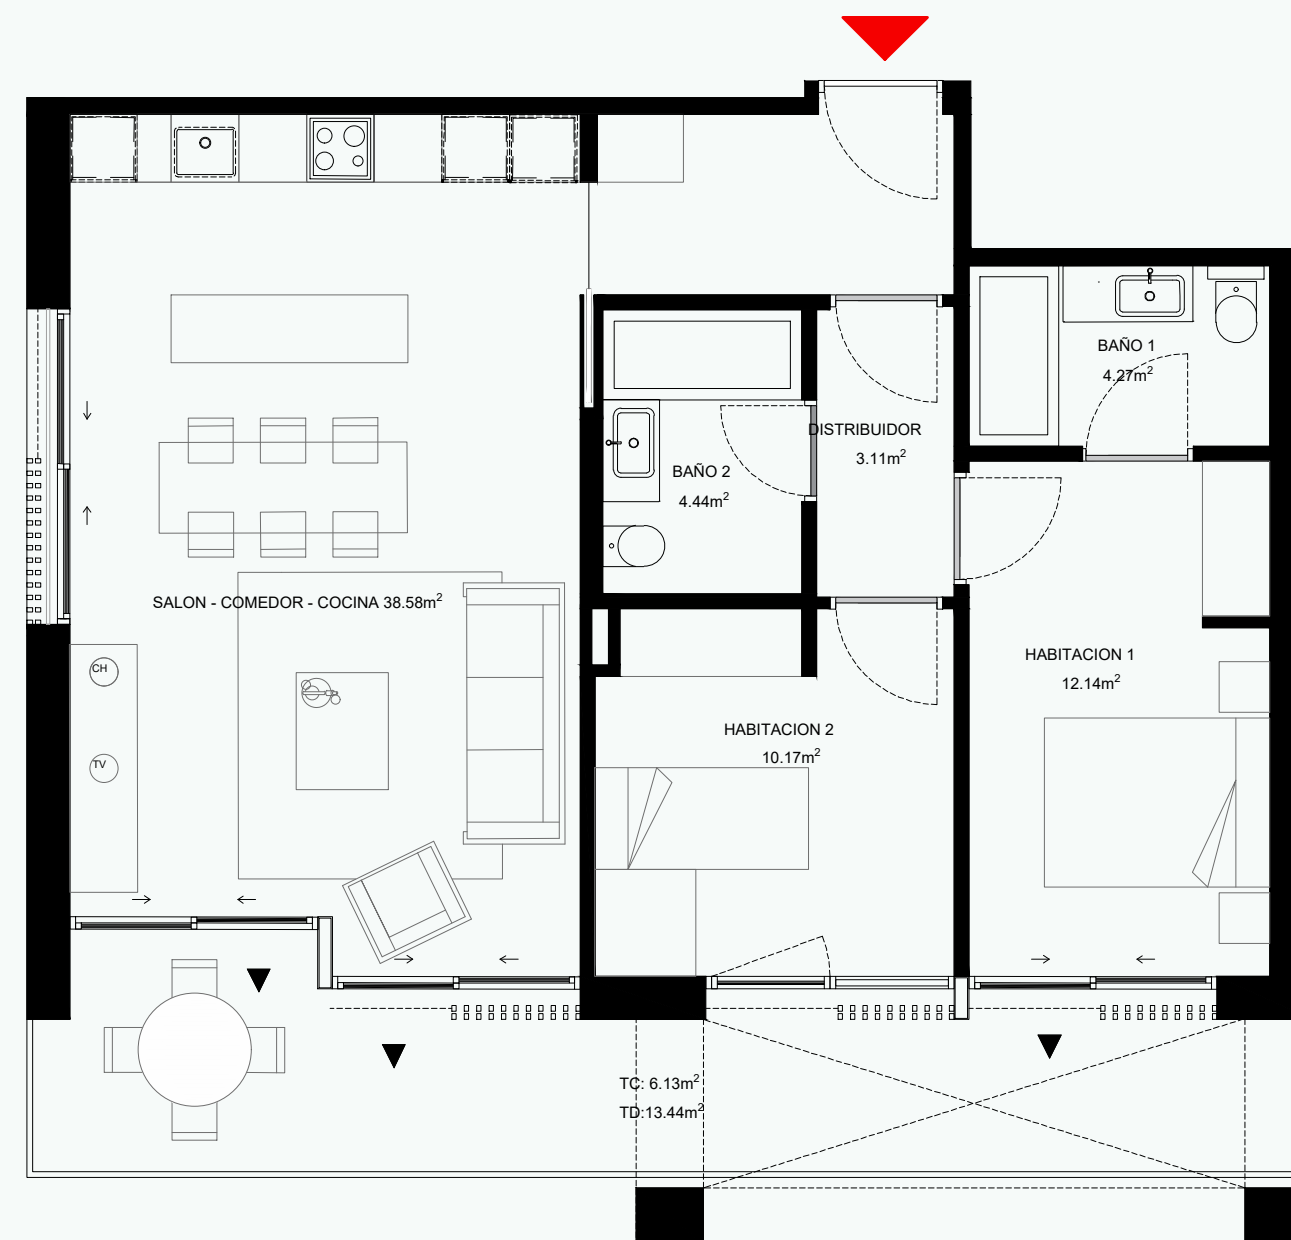 BAÑO 1
4.27m²
DISTRIBUIDOR
3.11m²
BAÑO 2
4.44m²
SALON - COMEDOR - COCINA 38.58m²
HABITACION 1
12.14m²
CH
HABITACION 2
10.17m²
TV
TC: 6.13m²
TD:13.44m²